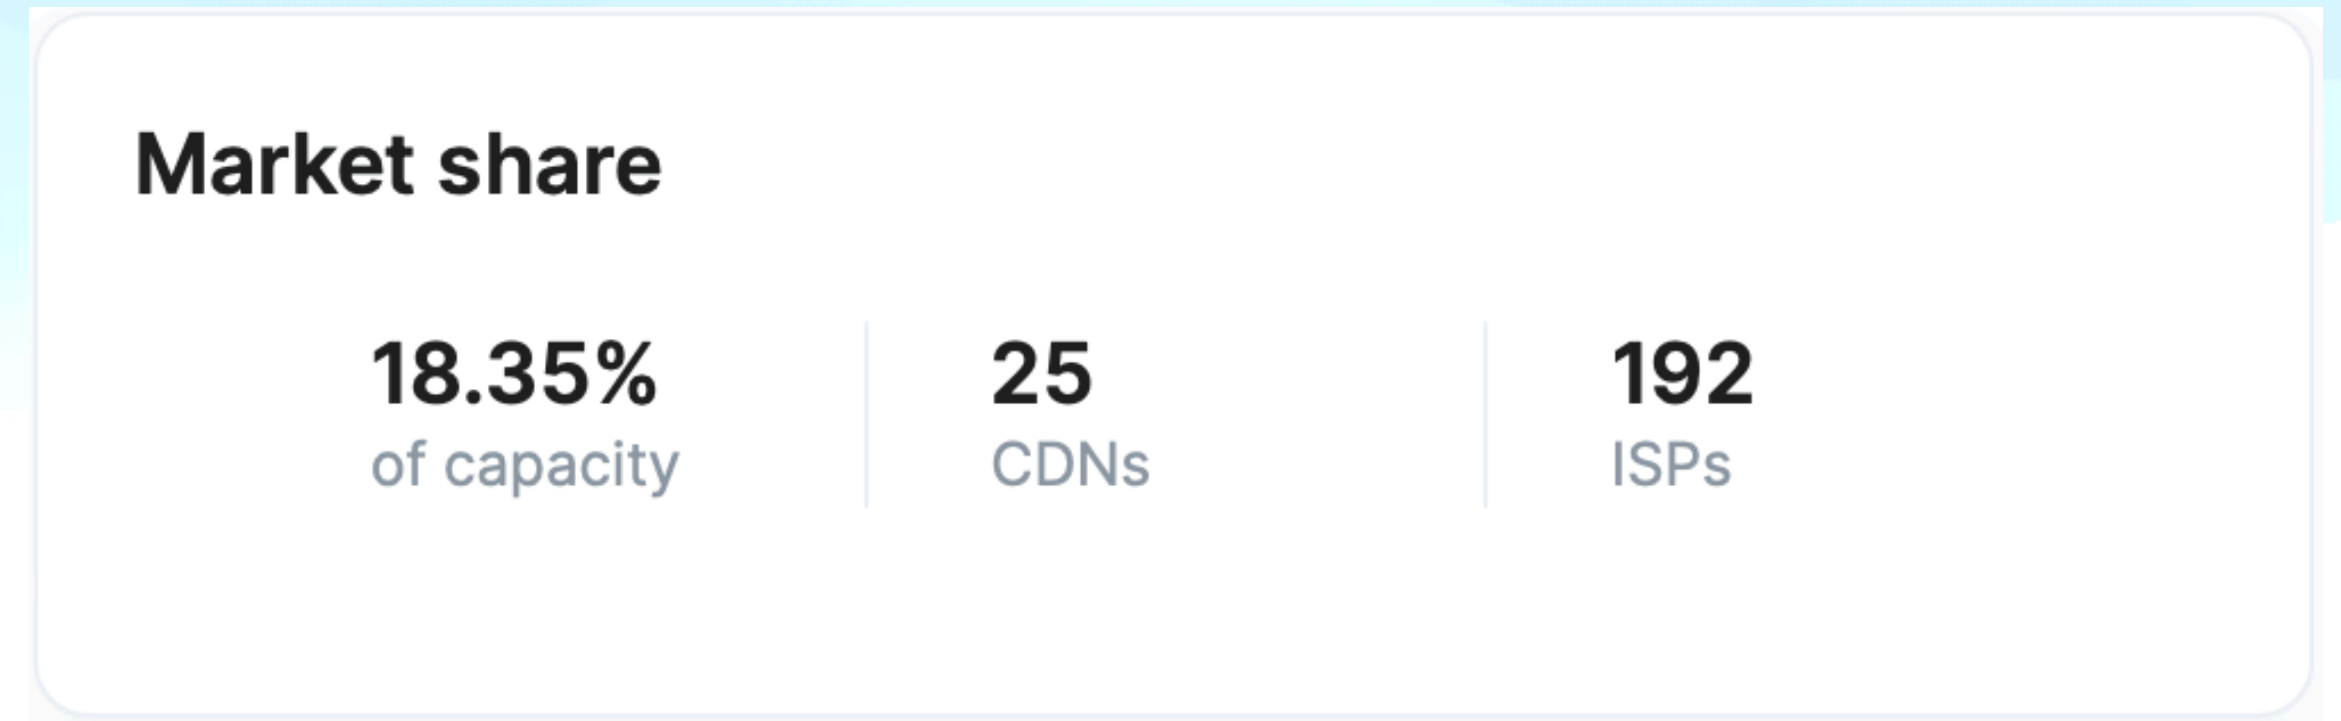 Market share
18.35%
of capacity
25
CDNs
192
ISPs